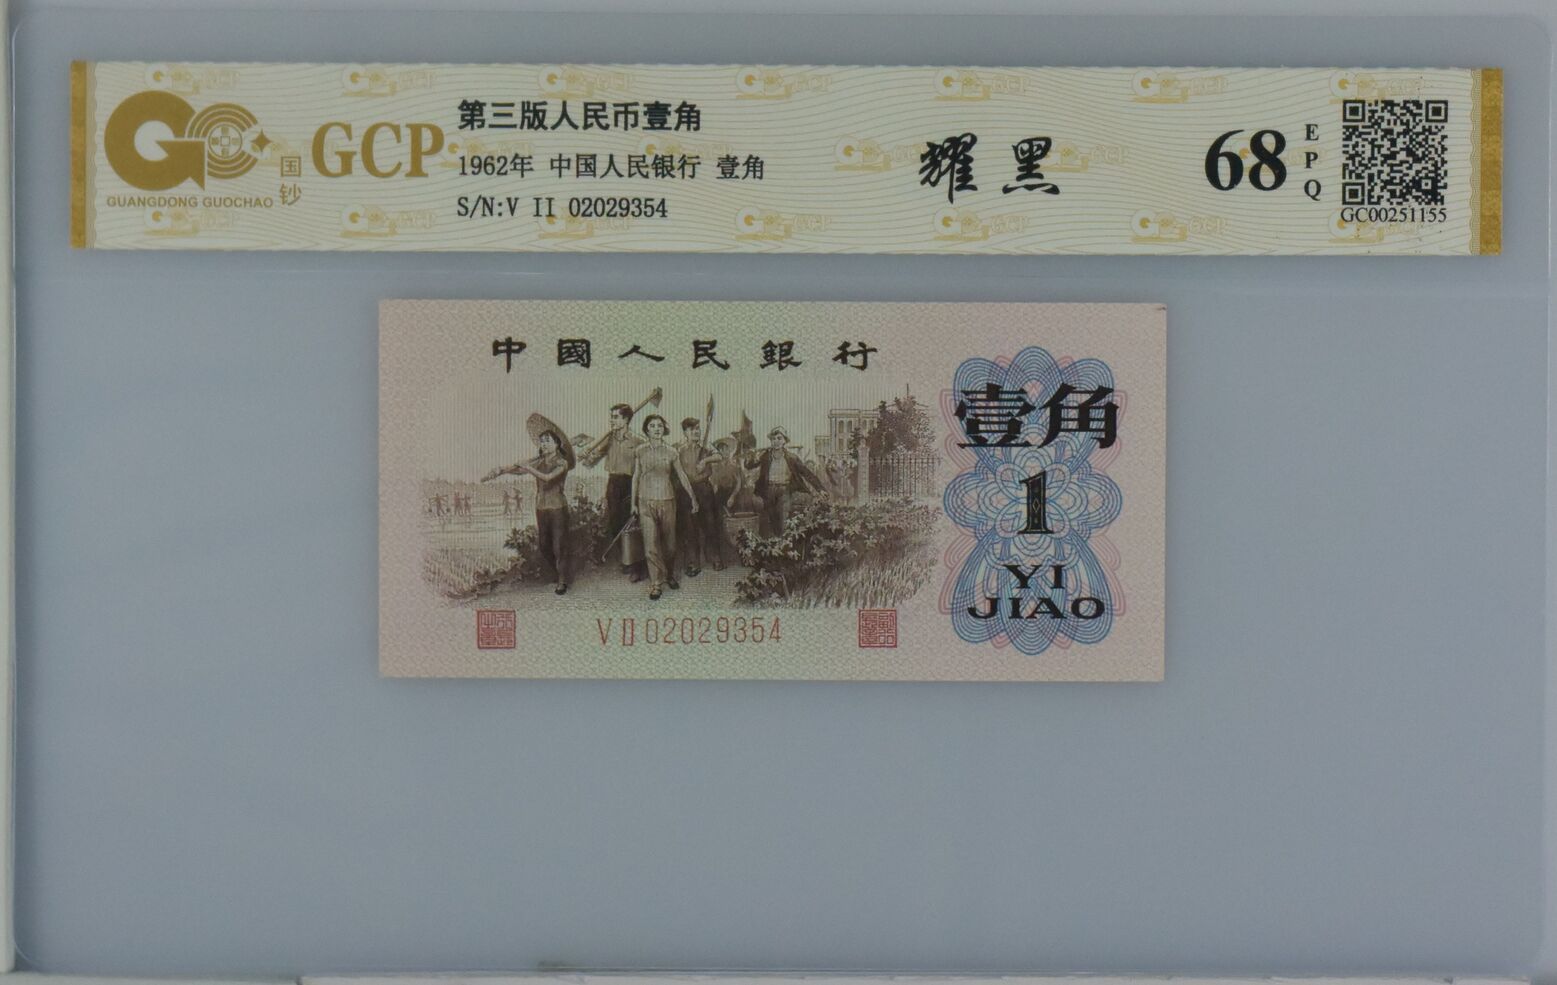 GCP
国钞
GUANGDONG GUOCHAO
第三版人民币壹角
1962年 中国人民银行 壹角
S/N:V II 02029354
耀黑
68
EPQ
GC00251155
中國人民銀行
壹角
1
YI
JIAO
V II 02029354